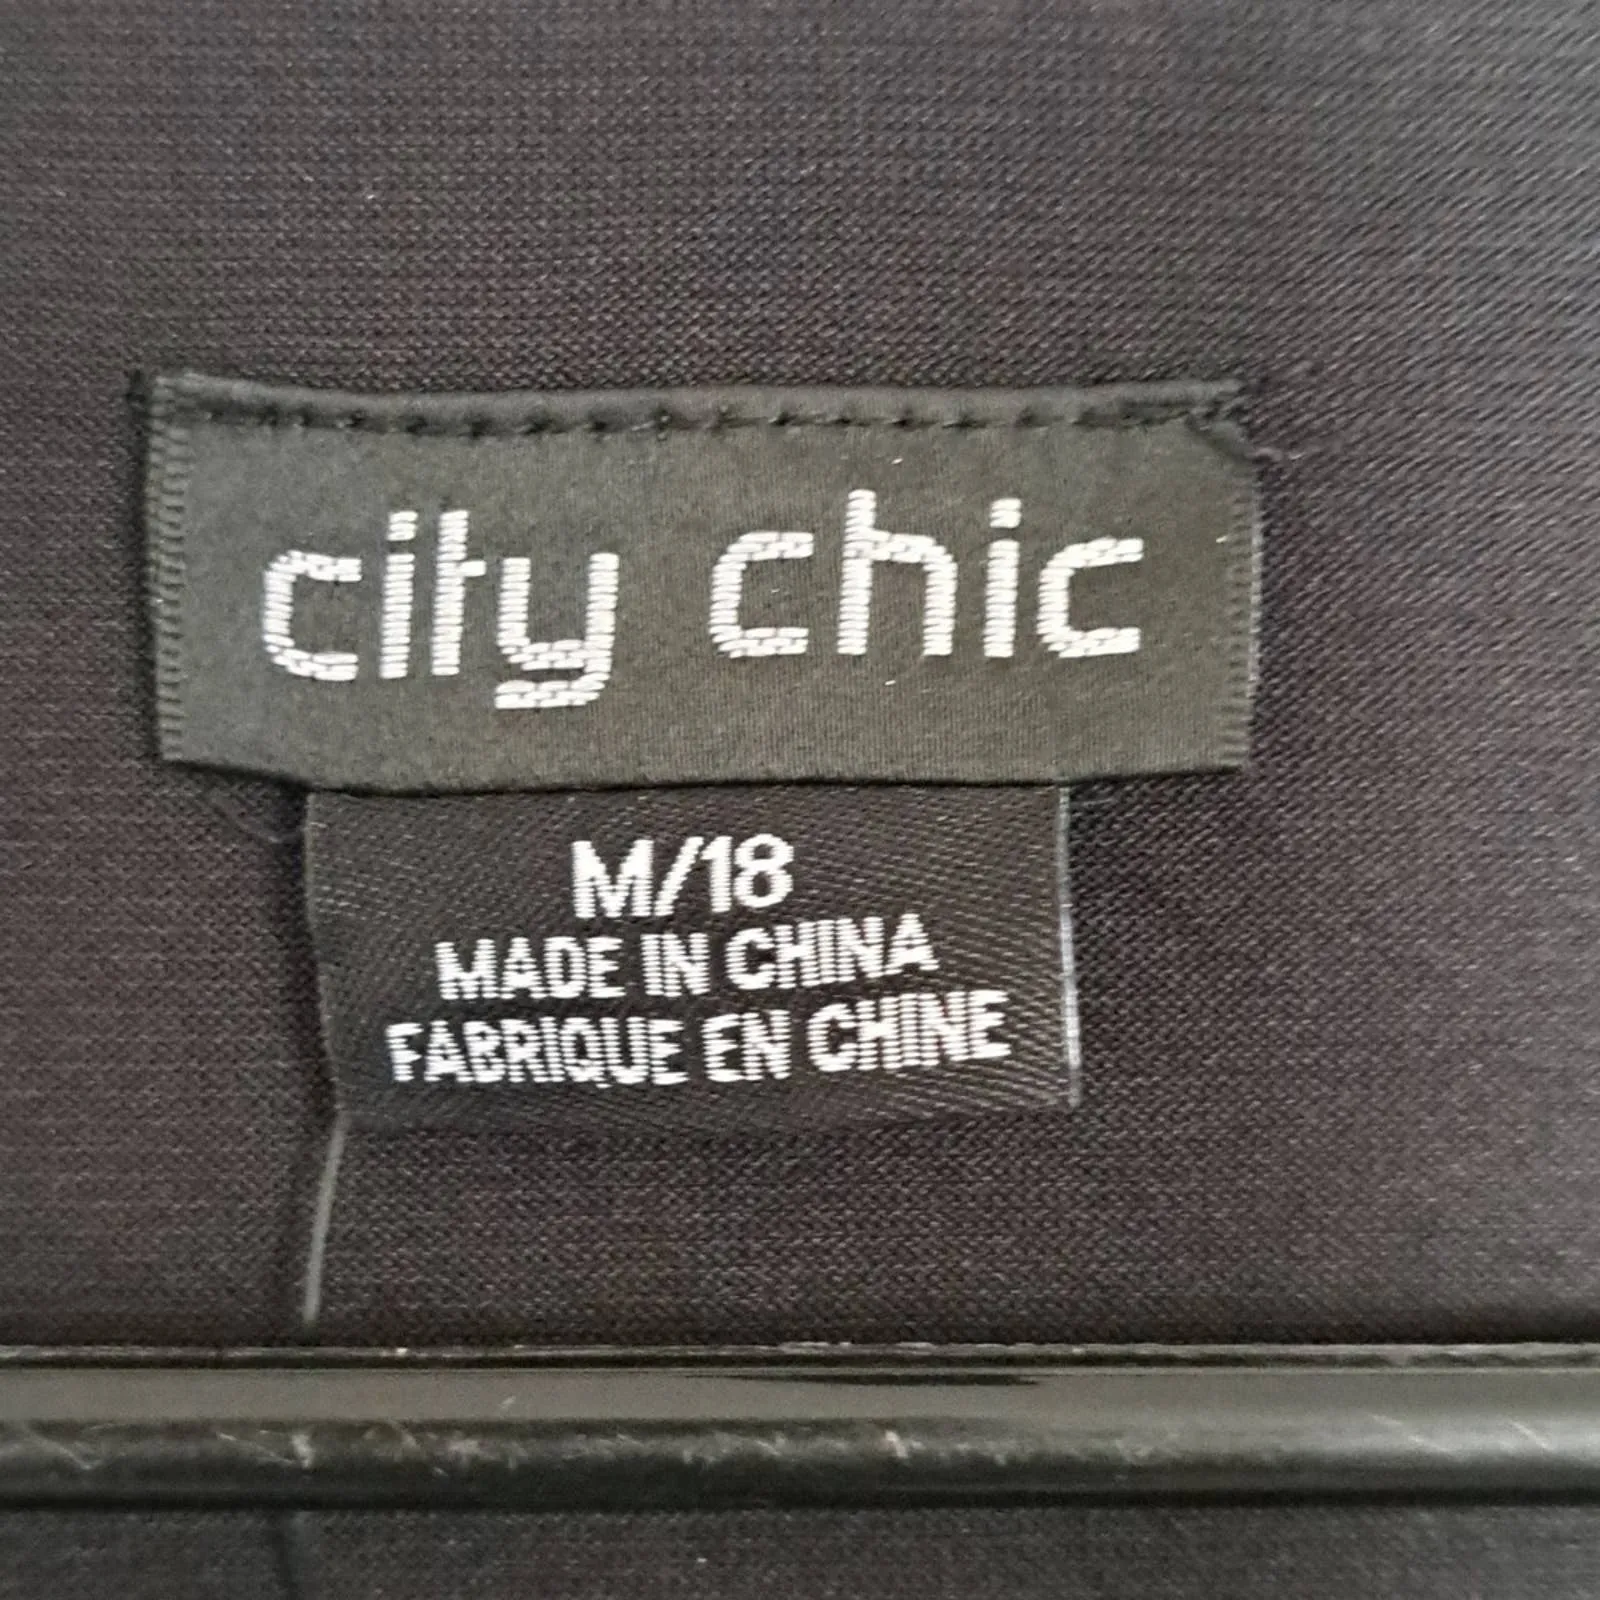 city chic
M/18
MADE IN CHINA
FABRIQUE EN CHINE